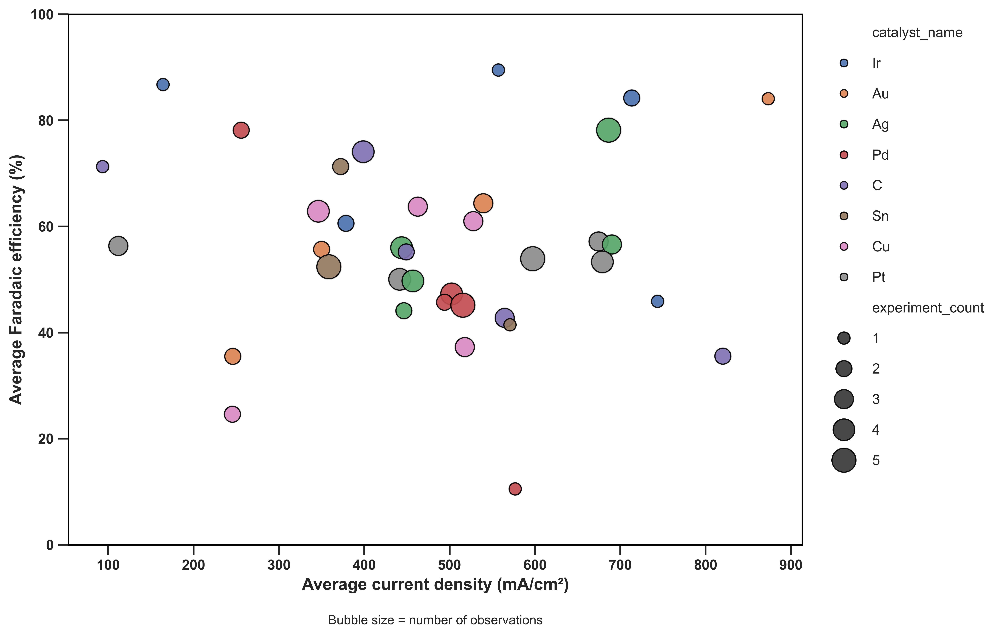 100
80
60
40
20
0
Average Faradaic efficiency (%)
100 200 300 400 500 600 700 800 900
Average current density (mA/cm²)
Bubble size = number of observations
catalyst_name
Ir
Au
Ag
Pd
C
Sn
Cu
Pt
experiment_count
1
2
3
4
5